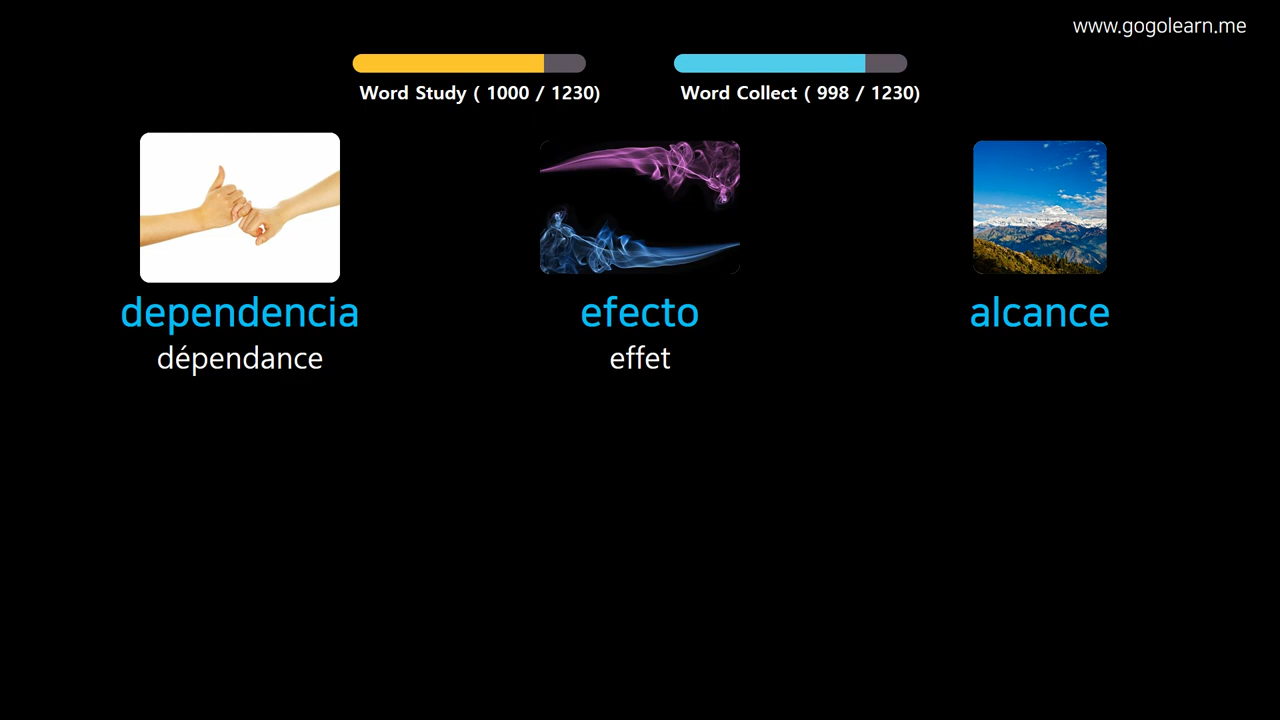 www.gogolearn.me
Word Study ( 1000 / 1230)
Word Collect ( 998 / 1230)
dependencia
dépendance
efecto
effet
alcance